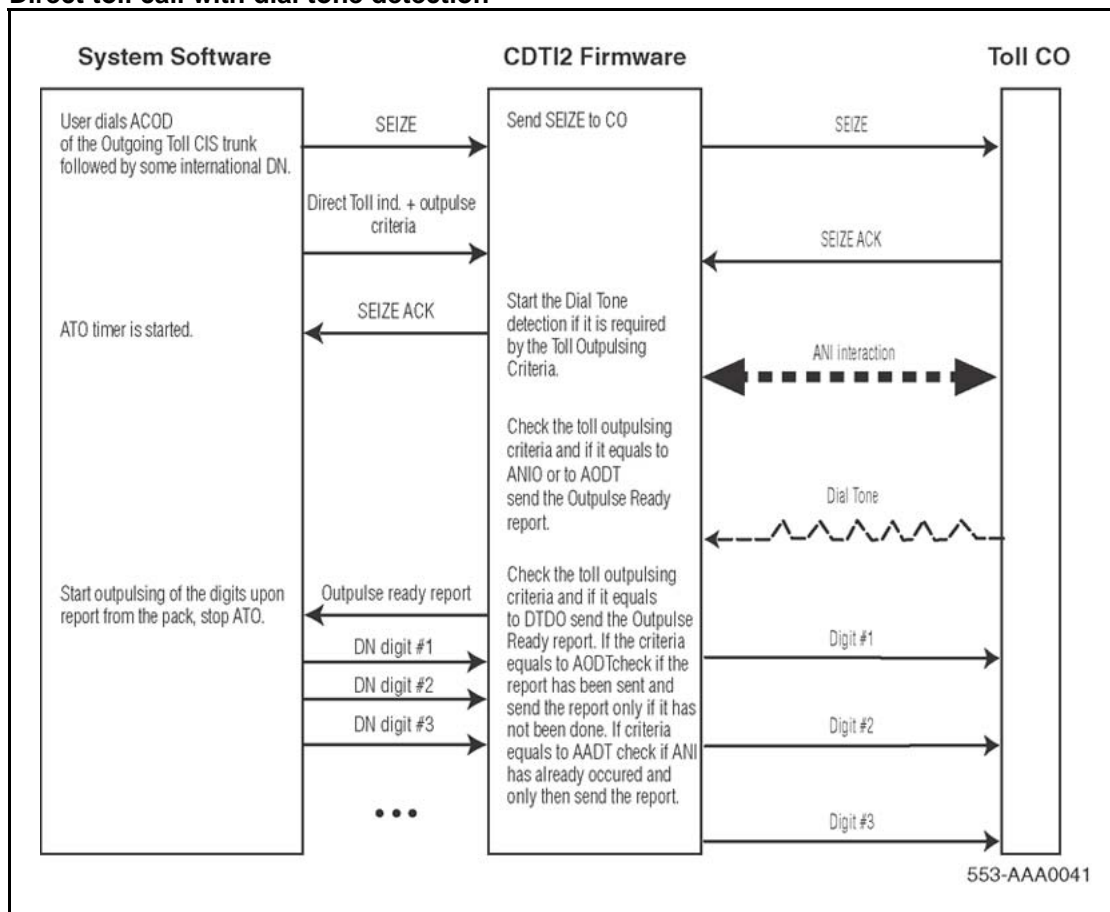 Direct toll call with dial tone detection
System Software
CDTI2 Firmware
Toll CO
User dials ACOD
of the Outgoing Toll CIS trunk
followed by some international DN.
SEIZE
Send SEIZE to CO
SEIZE
Direct Toll ind. + outpulse
criteria
SEIZE ACK
ATO timer is started.
SEIZE ACK
Start the Dial Tone
detection if it is required
by the Toll Outpulsing
Criteria.
ANI interaction
Check the toll outpulsing
criteria and if it equals to
ANIO or to AODT
send the Outpulse Ready
report.
Dial Tone
Start outpulsing of the digits upon
report from the pack, stop ATO.
Outpulse ready report
DN digit #1
DN digit #2
DN digit #3
Check the toll outpulsing
criteria and if it equals
to DTDO send the Outpulse
Ready report. If the criteria
equals to AODTcheck if the
report has been sent and
send the report only if it has
not been done. If criteria
equals to AADT check if ANI
has already occured and
only then send the report.
Digit #1
Digit #2
Digit #3
•••
553-AAA0041